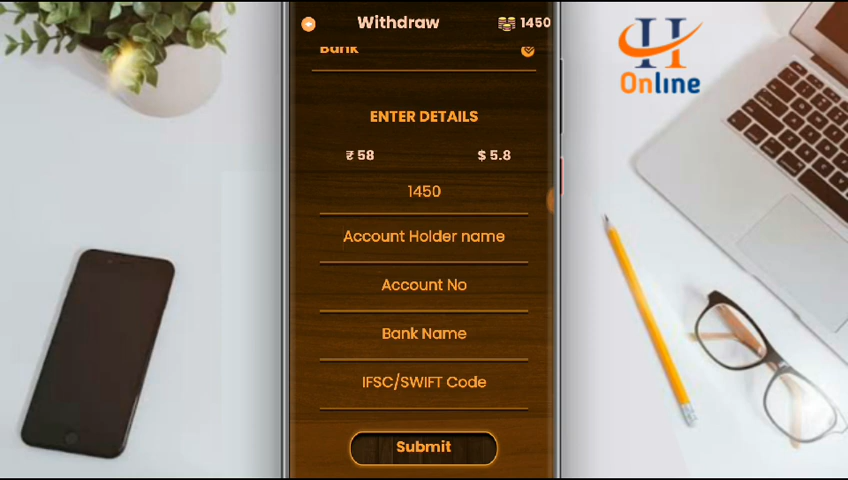 Withdraw
1450
Bank
ENTER DETAILS
₹ 58
$ 5.8
1450
Account Holder name
Account No
Bank Name
IFSC/SWIFT Code
Submit
H
Online